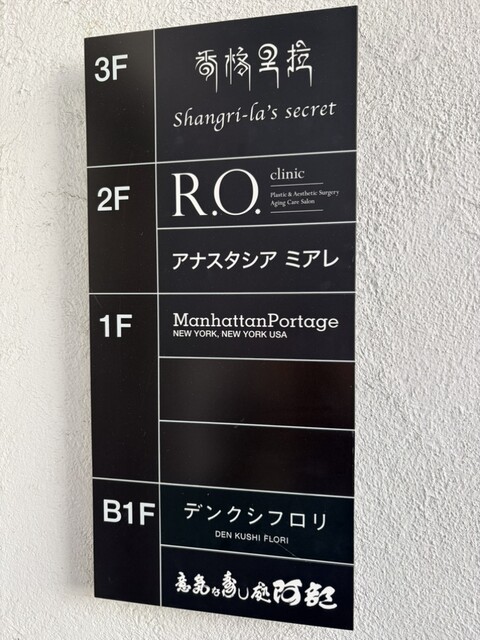 3F
香格里拉
Shangri-la's secret
2F
R.O. clinic
Plastic & Aesthetic Surgery
Aging Care Salon
アナスタシア ミアレ
1F
ManhattanPortage
NEW YORK, NEW YORK USA
B1F
デンクシフロリ
DEN KUSHI FLORI
意気な寿し処阿部